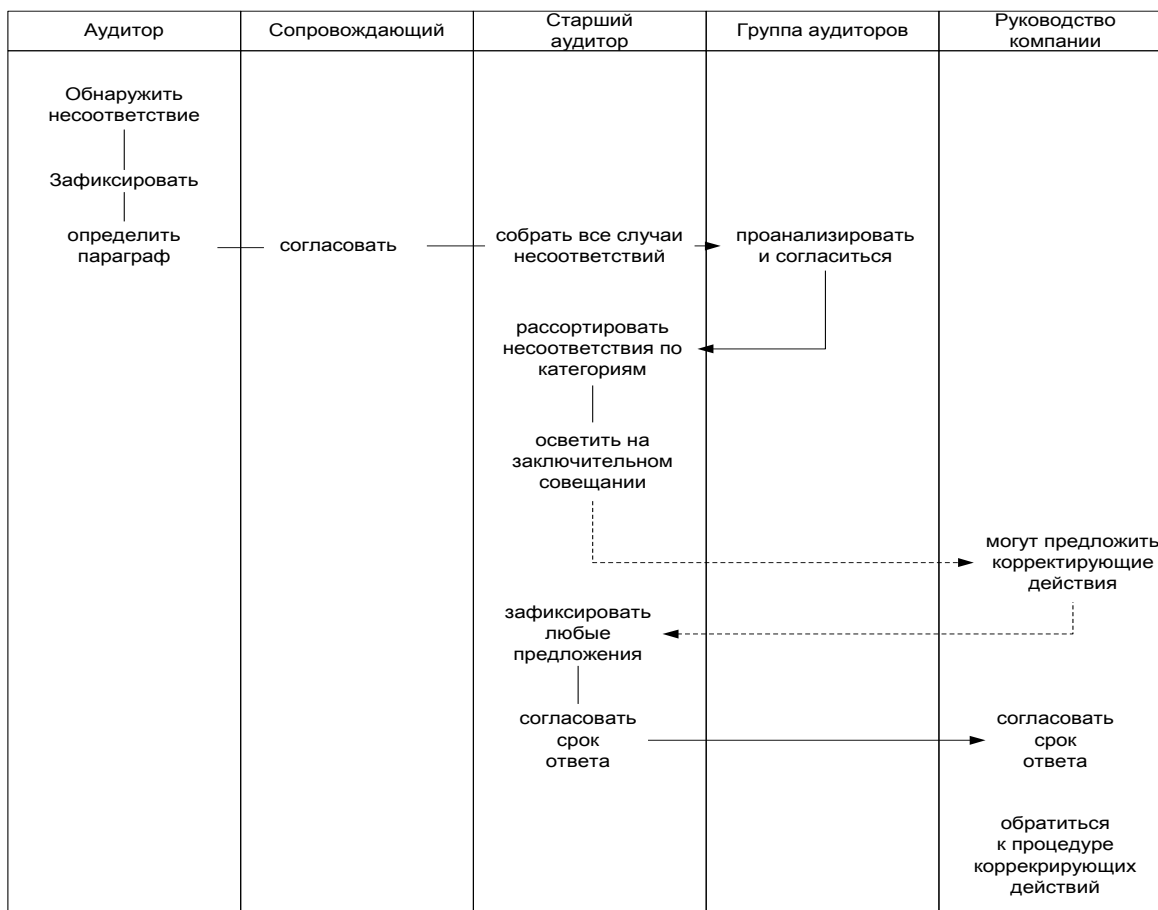 Аудитор
Сопровождающий
Старший
аудитор
Группа аудиторов
Руководство
компании
Обнаружить
несоответствие
Зафиксировать
определить
параграф
согласовать
собрать все случаи
несоответствий
проанализировать
и согласиться
рассортировать
несоответствия по
категориям
осветить на
заключительном
совещании
могут предложить
корректирующие
действия
зафиксировать
любые
предложения
согласовать
срок
ответа
согласовать
срок
ответа
обратиться
к процедуре
коррекрирующих
действий